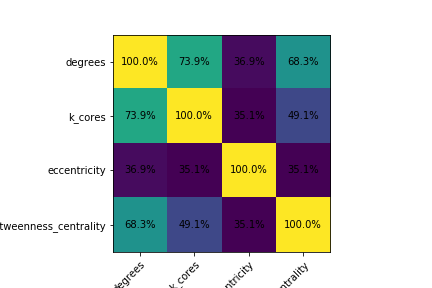 degrees 100.0% 73.9% 36.9% 68.3%
k_cores 73.9% 100.0% 35.1% 49.1%
eccentricity 36.9% 35.1% 100.0% 35.1%
tweenness_centrality 68.3% 49.1% 35.1% 100.0%
degrees k_cores ntricity ntrality